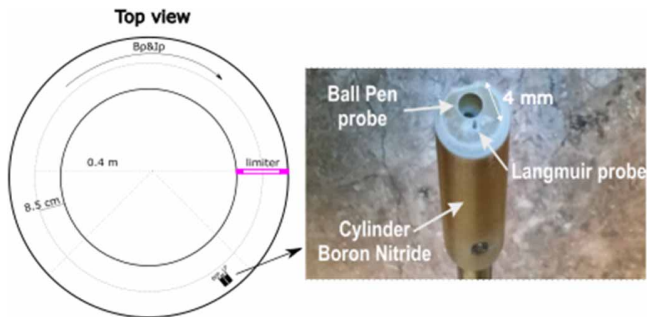 Top view
Bp&Ip
0.4 m
limiter
8.5 cm
Ball Pen
probe
4 mm
Langmuir probe
Cylinder
Boron Nitride